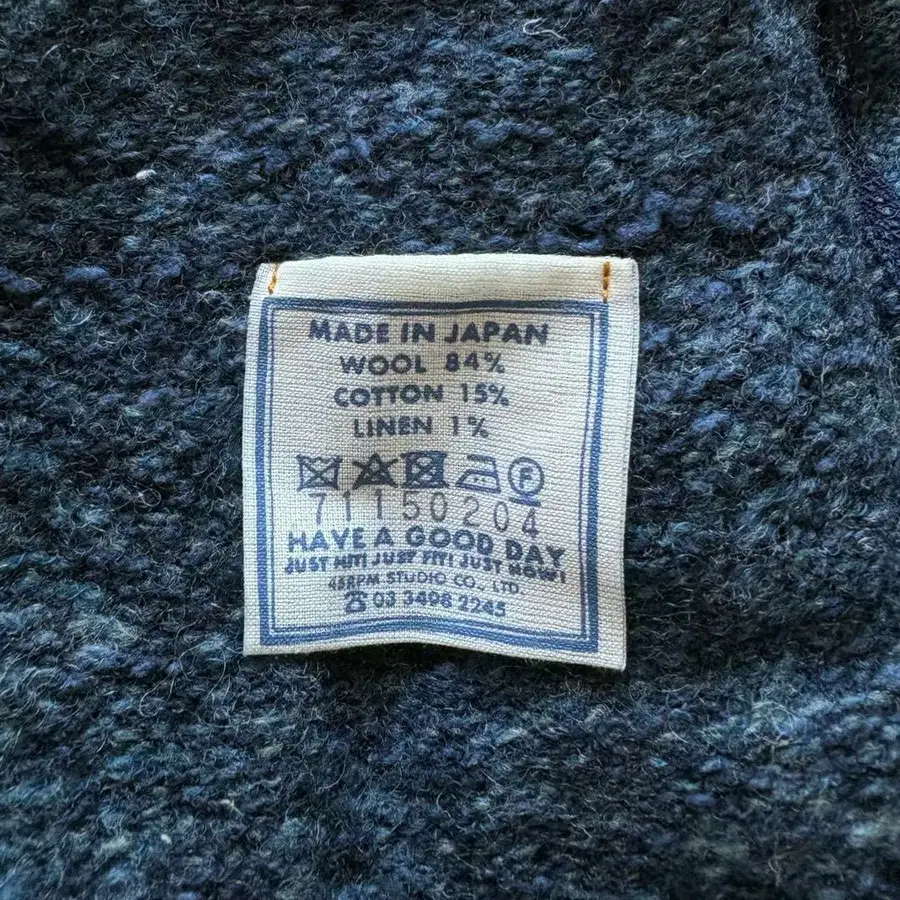 MADE IN JAPAN
WOOL 84%
COTTON 15%
LINEN 1%
F
71150204
HAVE A GOOD DAY
JUST HIT! JUST FIT! JUST NOW!
45RPM STUDIO CO., LTD.
☎ 03 3498 2245